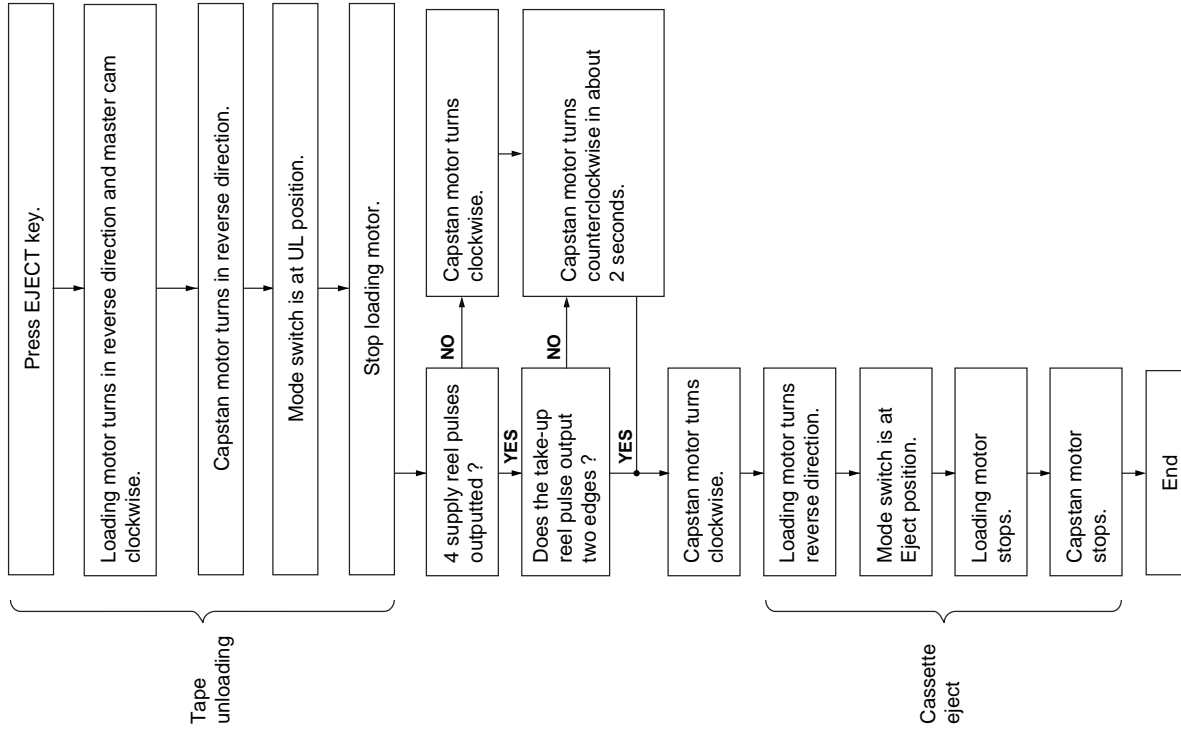 Press EJECT key.
Loading motor turns in reverse direction and master cam
clockwise.
Capstan motor turns in reverse direction.
Mode switch is at UL position.
Stop loading motor.
Tape
unloading
4 supply reel pulses
outputted ?
NO
Capstan motor turns
clockwise.
YES
Does the take-up
reel pulse output
two edges ?
NO
Capstan motor turns
counterclockwise in about
2 seconds.
YES
Capstan motor turns
clockwise.
Loading motor turns
reverse direction.
Mode switch is at
Eject position.
Loading motor
stops.
Capstan motor
stops.
Cassette
eject
End